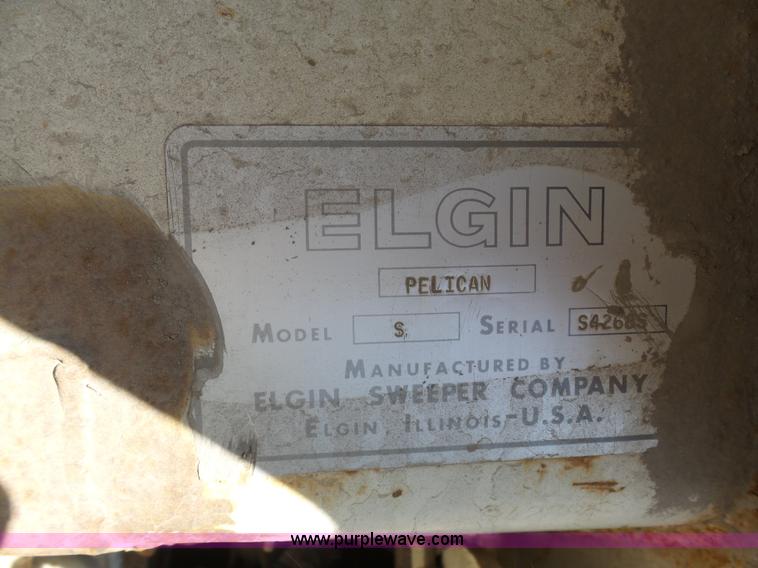 ELGIN
PELICAN
MODEL S
SERIAL
MANUFACTURED BY
ELGIN SWEEPER COMPANY
ELGIN, ILLINOIS-U.S.A.
www.purplewave.com